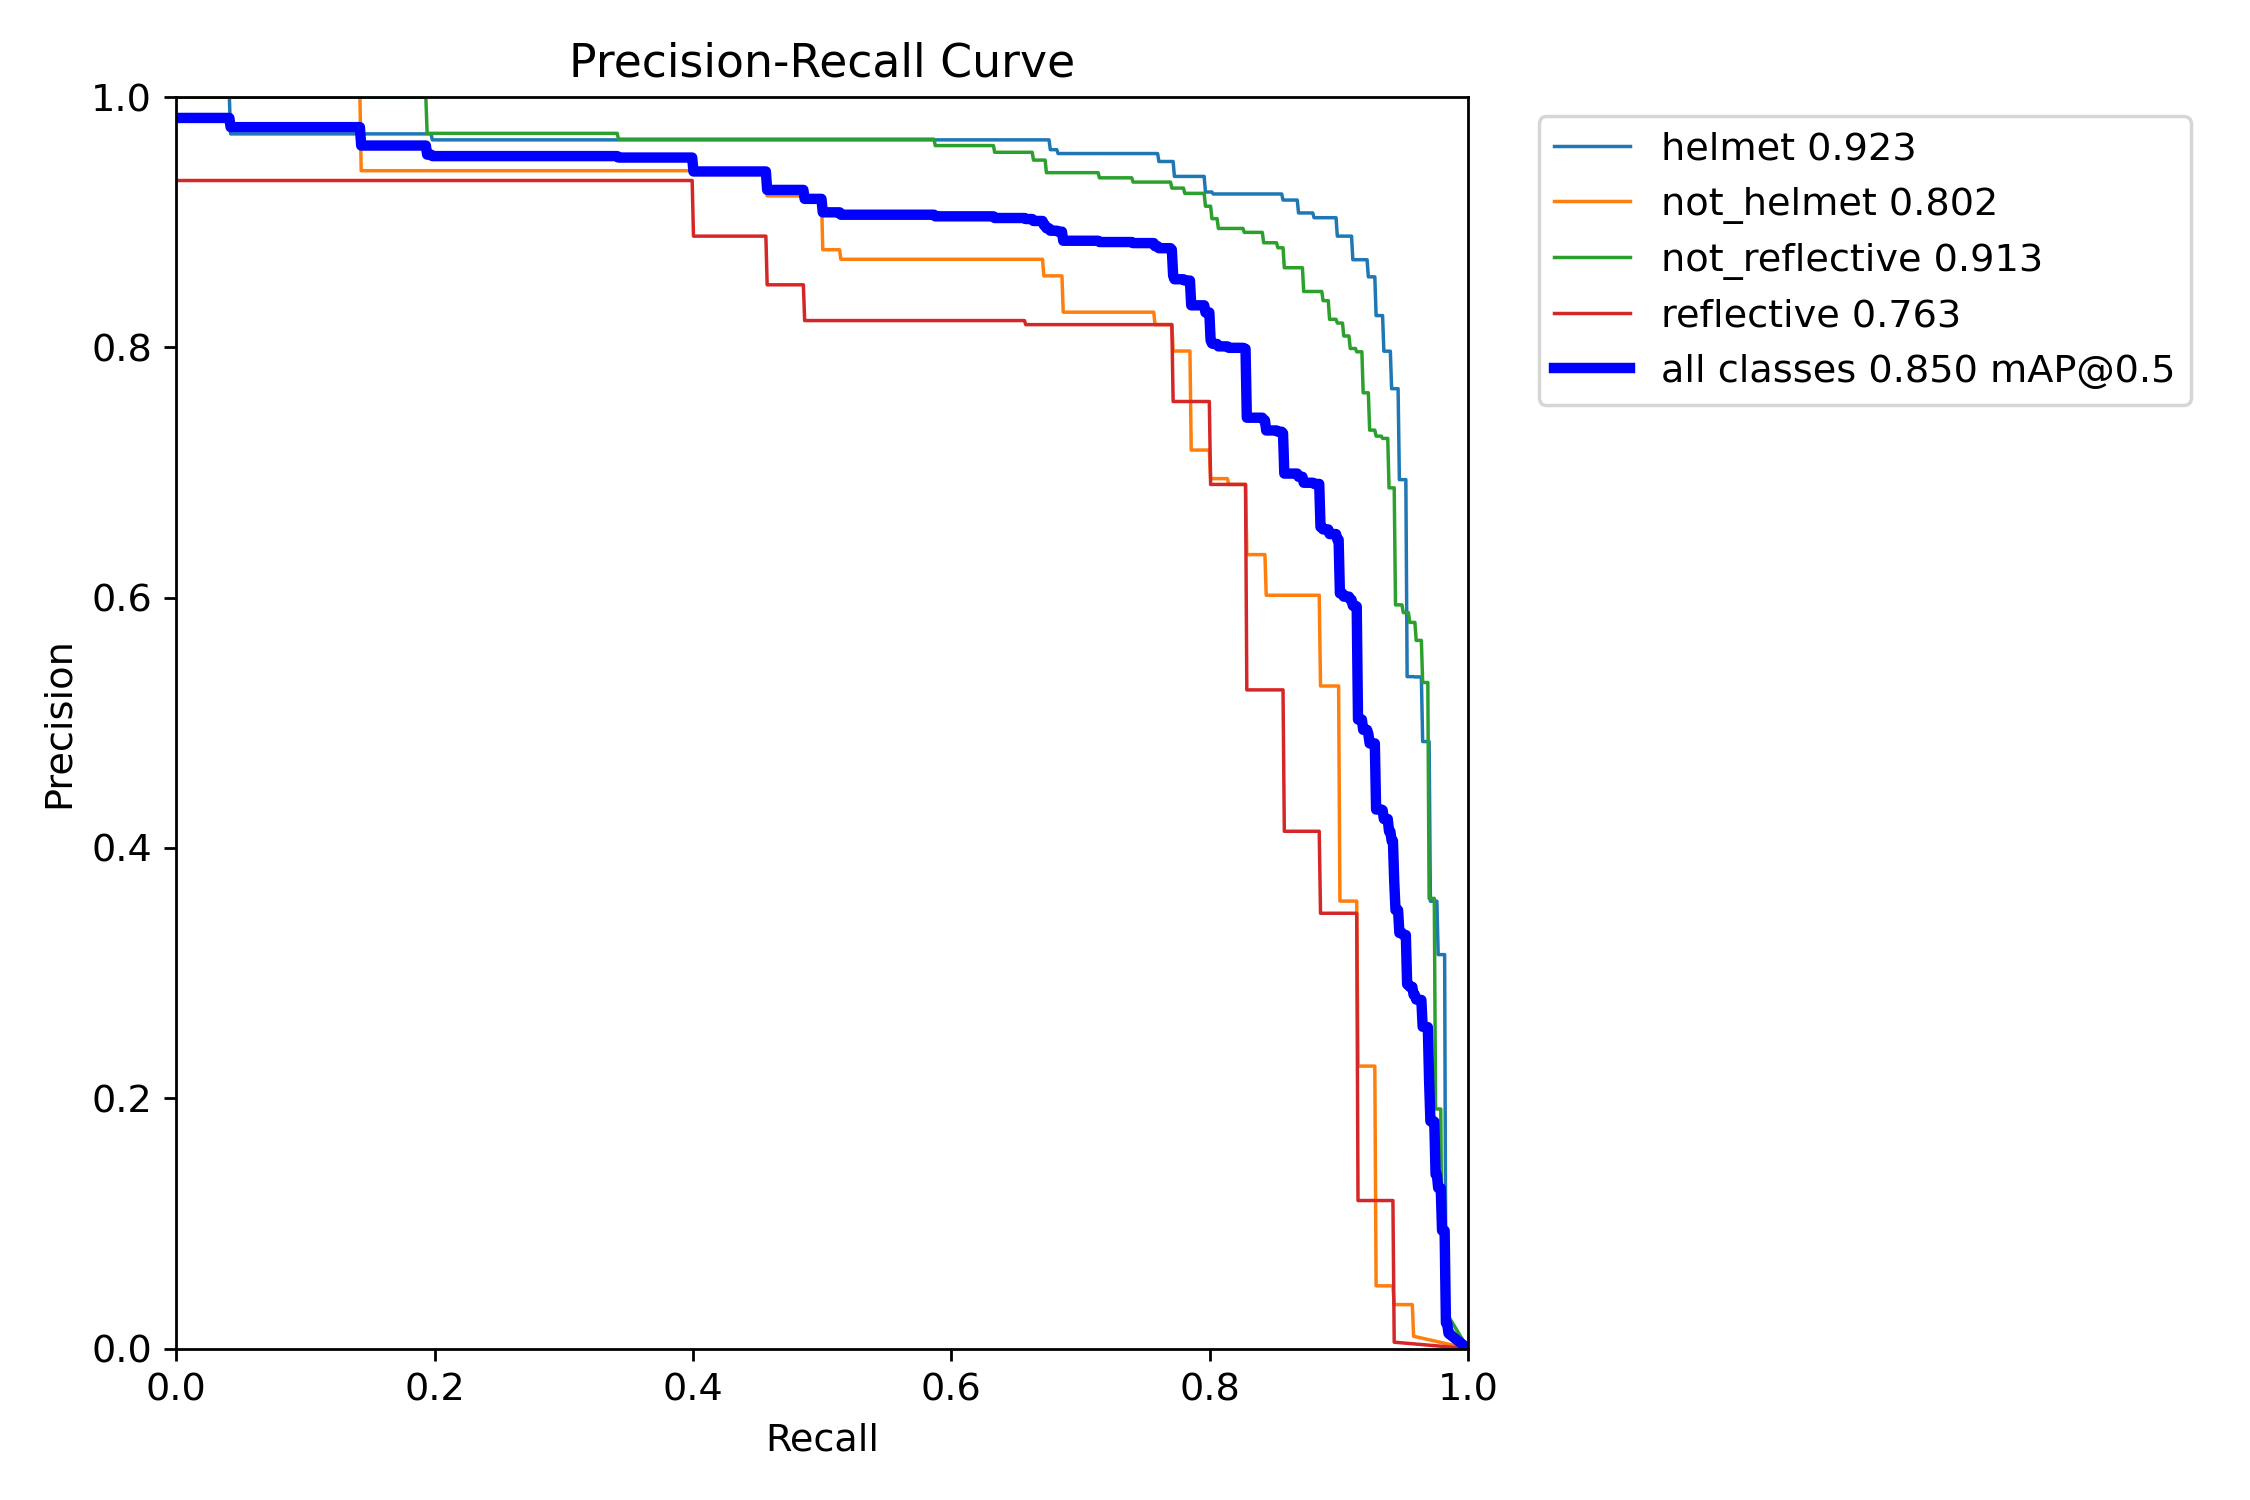 Precision-Recall Curve
1.0
0.8
0.6
0.4
0.2
0.0
Precision
0.0 0.2 0.4 0.6 0.8 1.0
Recall
helmet 0.923
not_helmet 0.802
not_reflective 0.913
reflective 0.763
all classes 0.850 mAP@0.5